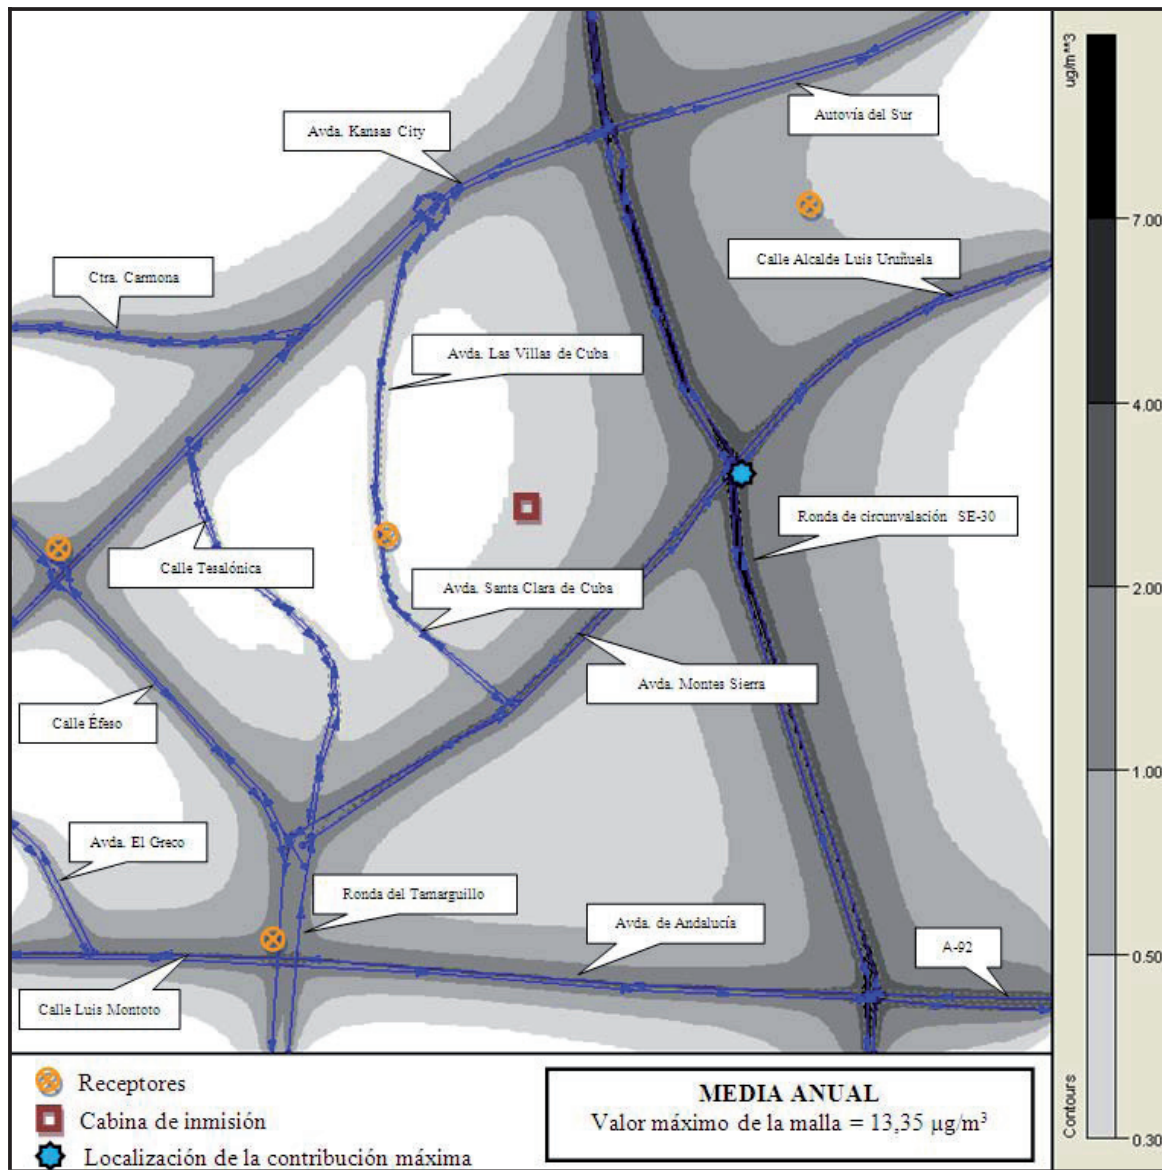 ug/m**3
Autovía del Sur
Avda. Kansas City
7.00
Calle Alcalde Luis Uruñuela
Ctra. Carmona
Avda. Las Villas de Cuba
4.00
Ronda de circunvalación SE-30
Calle Tesalónica
Avda. Santa Clara de Cuba
2.00
Avda. Montes Sierra
Calle Éfeso
1.00
Avda. El Greco
Ronda del Tamarguillo
Avda. de Andalucía
A-92
0.50
Calle Luis Montoto
Receptores
Cabina de inmisión
Localización de la contribución máxima
MEDIA ANUAL
Valor máximo de la malla = 13,35 µg/m³
Contours
0.30